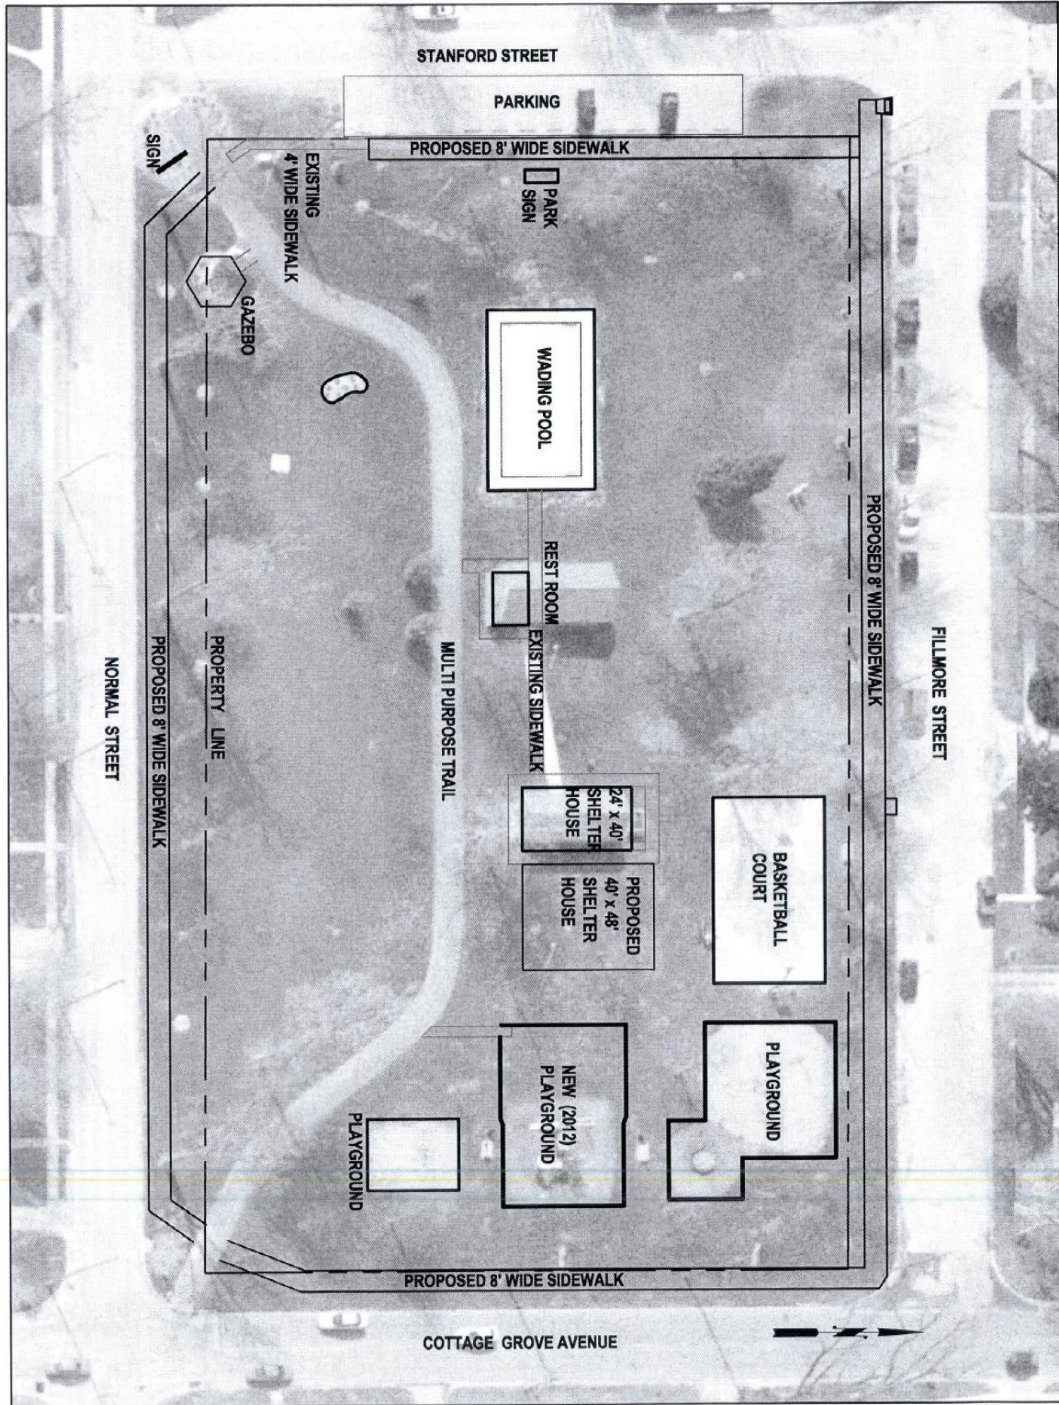 STANFORD STREET
PARKING
PROPOSED 8' WIDE SIDEWALK
SIGN
EXISTING
4' WIDE SIDEWALK
PARK
SIGN
GAZEBO
WADING POOL
REST ROOM
EXISTING SIDEWALK
PROPOSED 8' WIDE SIDEWALK
FILLMORE STREET
MULTI PURPOSE TRAIL
PROPERTY LINE
PROPOSED 8' WIDE SIDEWALK
NORMAL STREET
24' x 40'
SHELTER
HOUSE
PROPOSED
40' x 48'
SHELTER
HOUSE
BASKETBALL
COURT
PLAYGROUND
NEW (2012)
PLAYGROUND
PLAYGROUND
PROPOSED 8' WIDE SIDEWALK
COTTAGE GROVE AVENUE